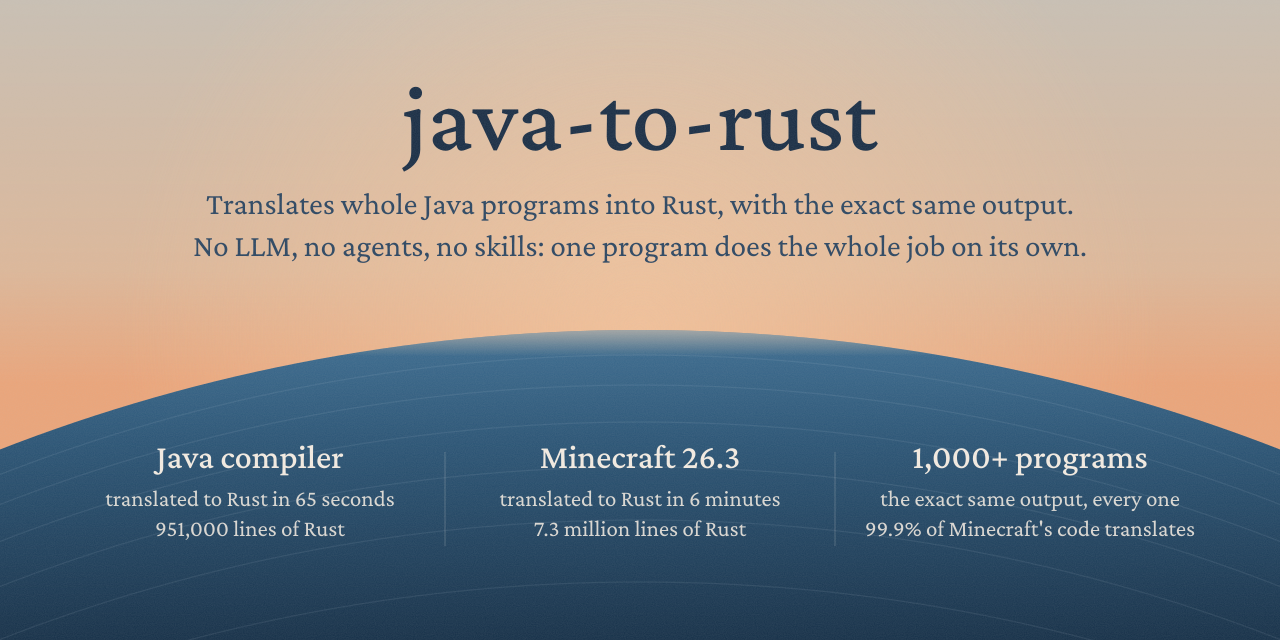 java-to-rust
Translates whole Java programs into Rust, with the exact same output.
No LLM, no agents, no skills: one program does the whole job on its own.
Java compiler
translated to Rust in 65 seconds
951,000 lines of Rust
Minecraft 26.3
translated to Rust in 6 minutes
7.3 million lines of Rust
1,000+ programs
the exact same output, every one
99.9% of Minecraft's code translates